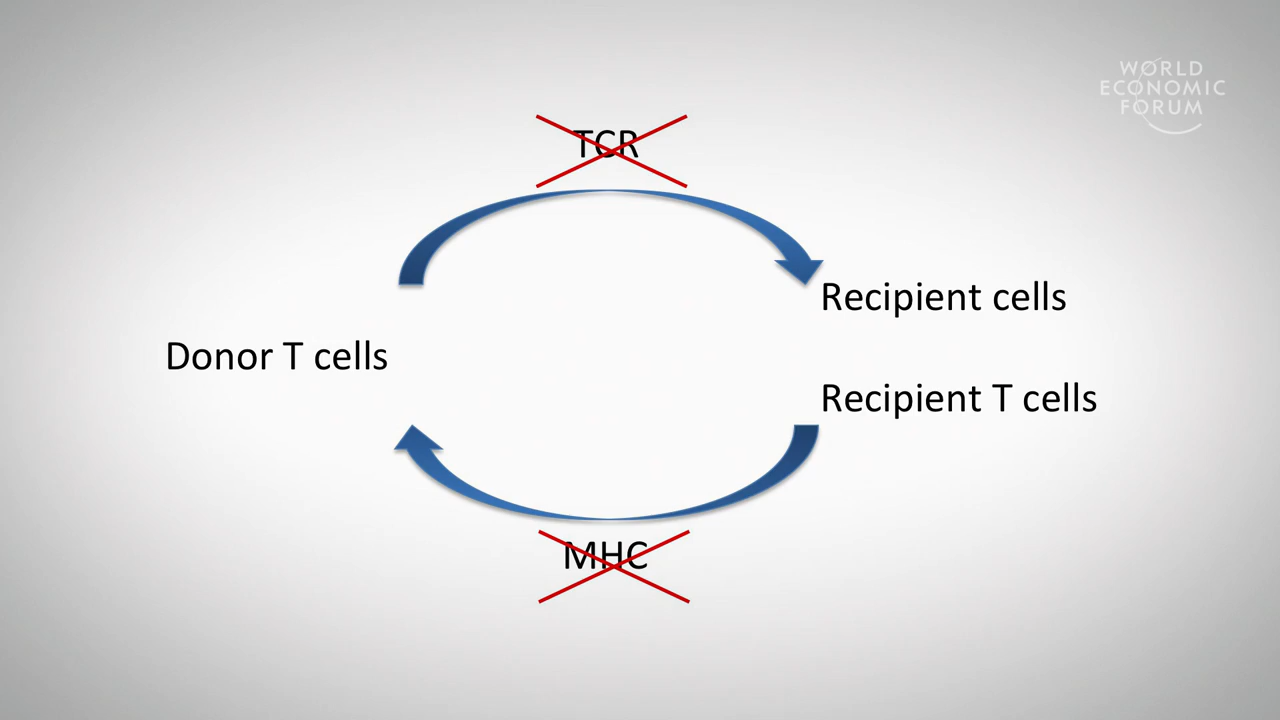 WORLD
ECONOMIC
FORUM
TCR
Recipient cells
Donor T cells
Recipient T cells
MHC